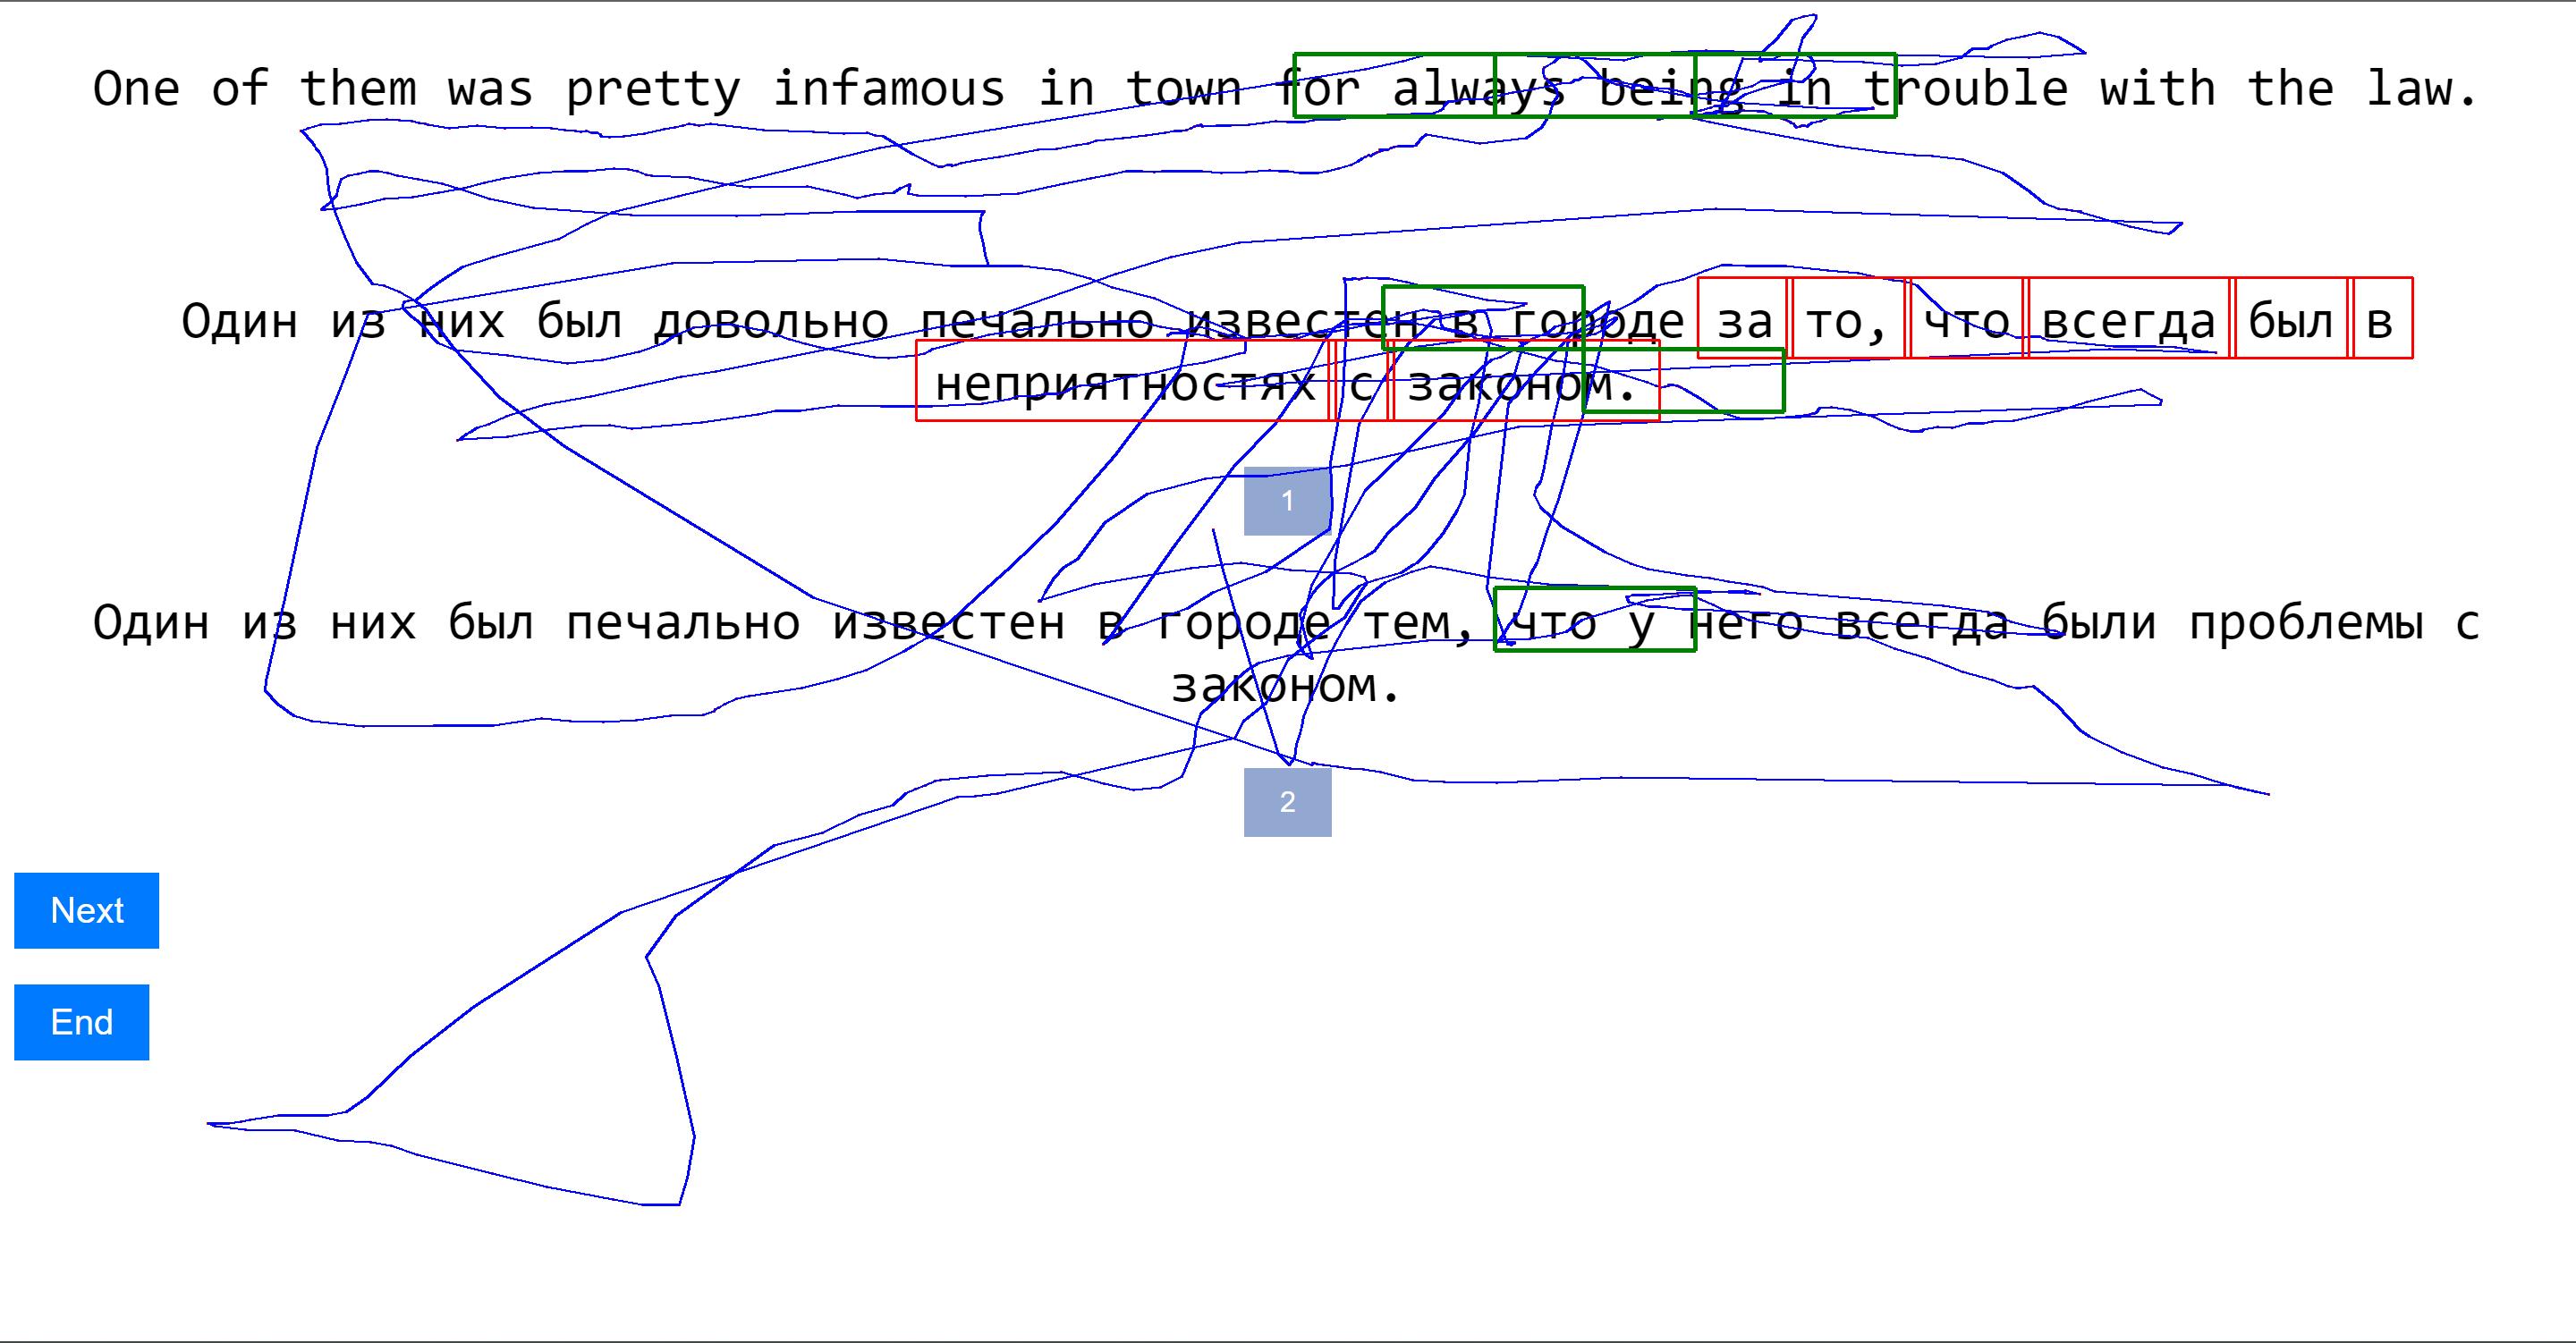 One of them was pretty infamous in town for always being in trouble with the law.
Один из них был довольно печально известен в городе за то, что всегда был в
неприятностях с законом.
1
Один из них был печально известен в городе тем, что у него всегда были проблемы с
законом.
2
Next
End